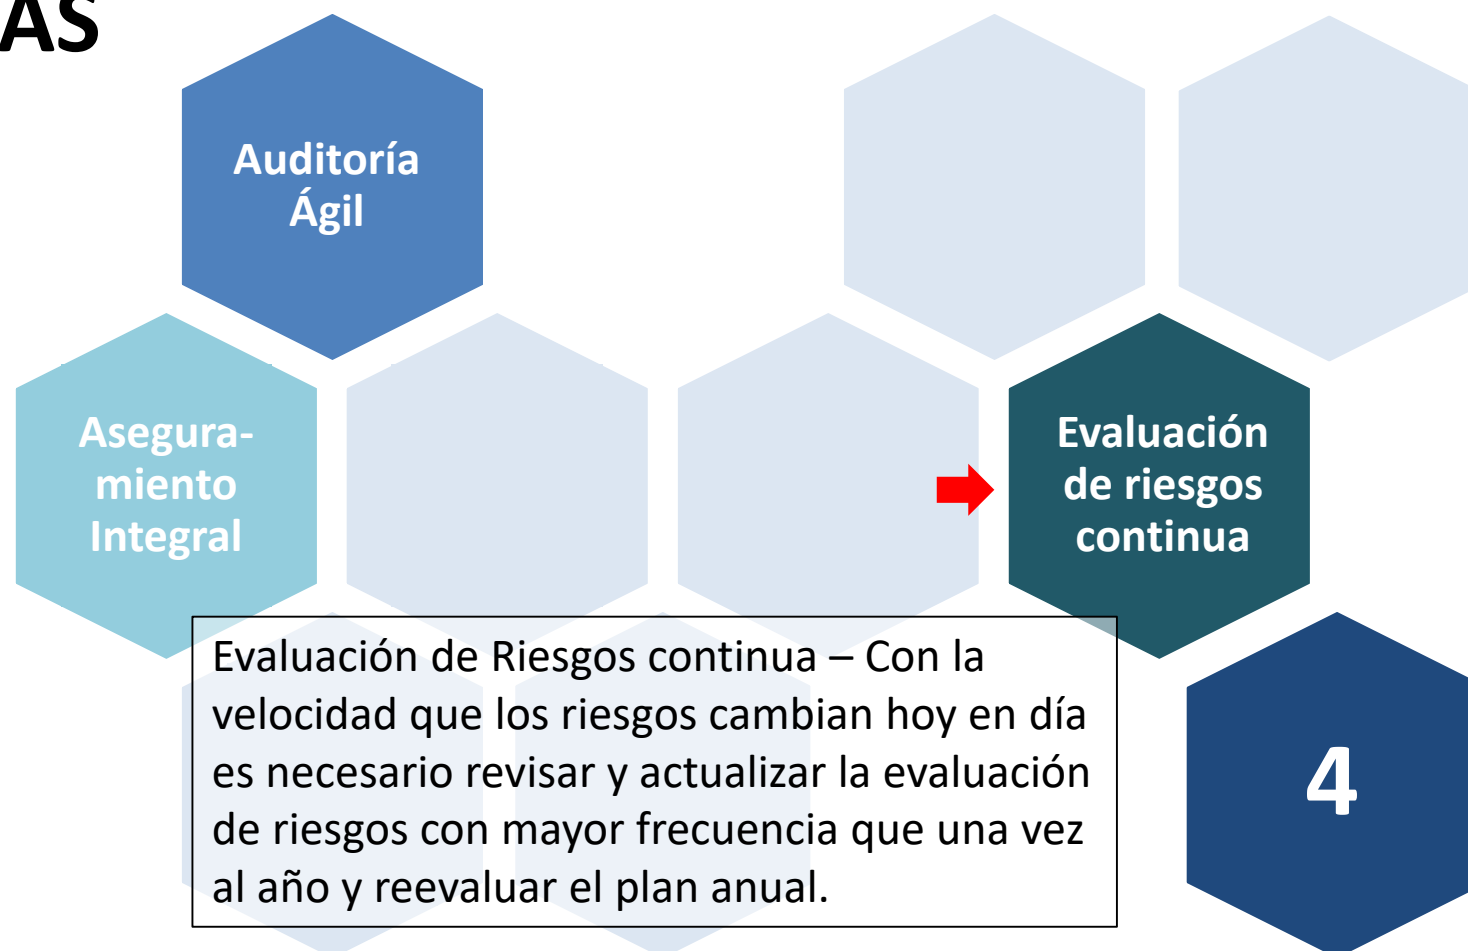 AS
Auditoría
Ágil
Asegura-
miento
Integral
Evaluación
de riesgos
continua
Evaluación de Riesgos continua – Con la
velocidad que los riesgos cambian hoy en día
es necesario revisar y actualizar la evaluación
de riesgos con mayor frecuencia que una vez
al año y reevaluar el plan anual.
4